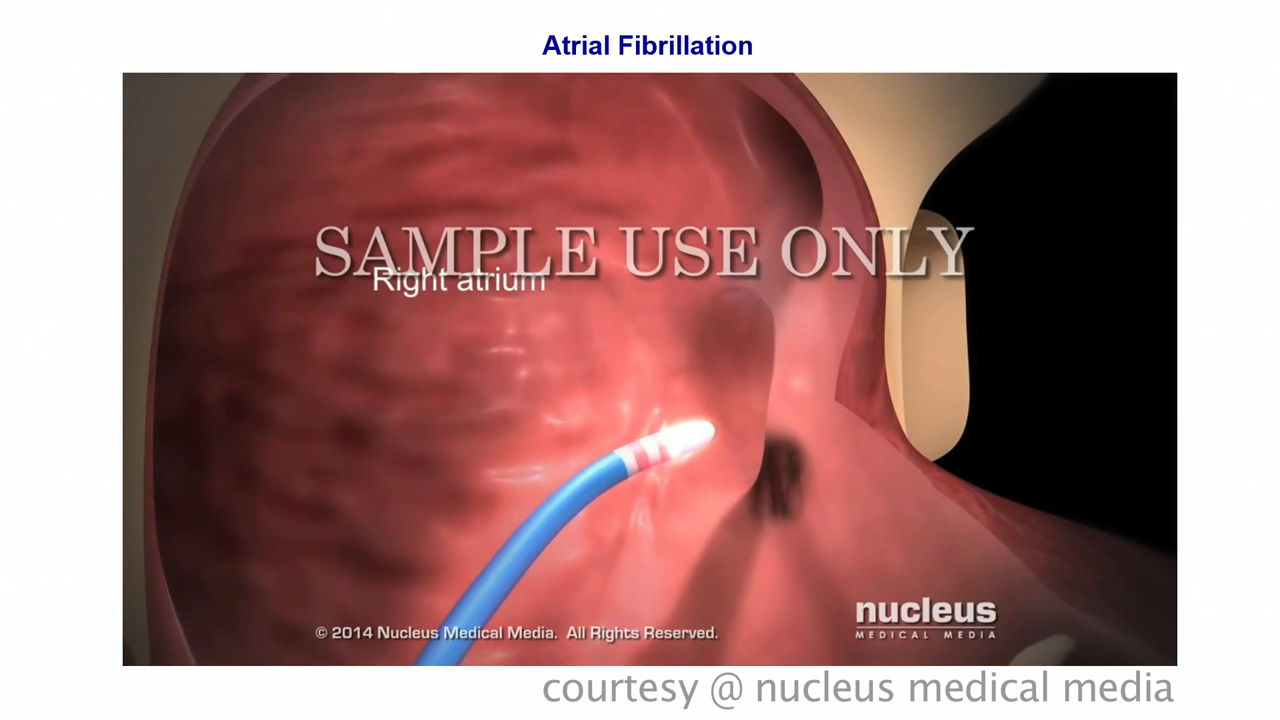 Atrial Fibrillation
SAMPLE USE ONLY
Right atrium
nucleus
MEDICAL MEDIA
© 2014 Nucleus Medical Media. All Rights Reserved.
courtesy @ nucleus medical media